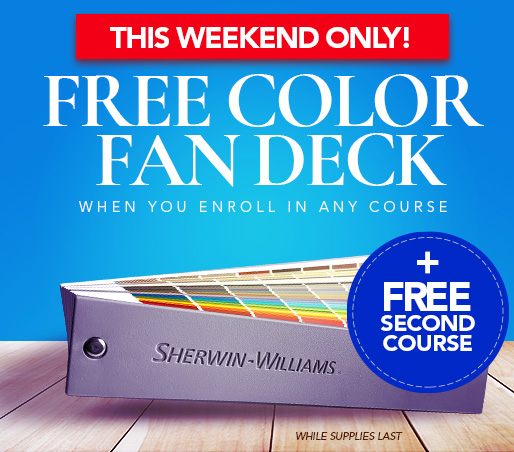 THIS WEEKEND ONLY!
FREE COLOR
FAN DECK
WHEN YOU ENROLL IN ANY COURSE
+
FREE
SECOND
COURSE
SHERWIN-WILLIAMS.
WHILE SUPPLIES LAST